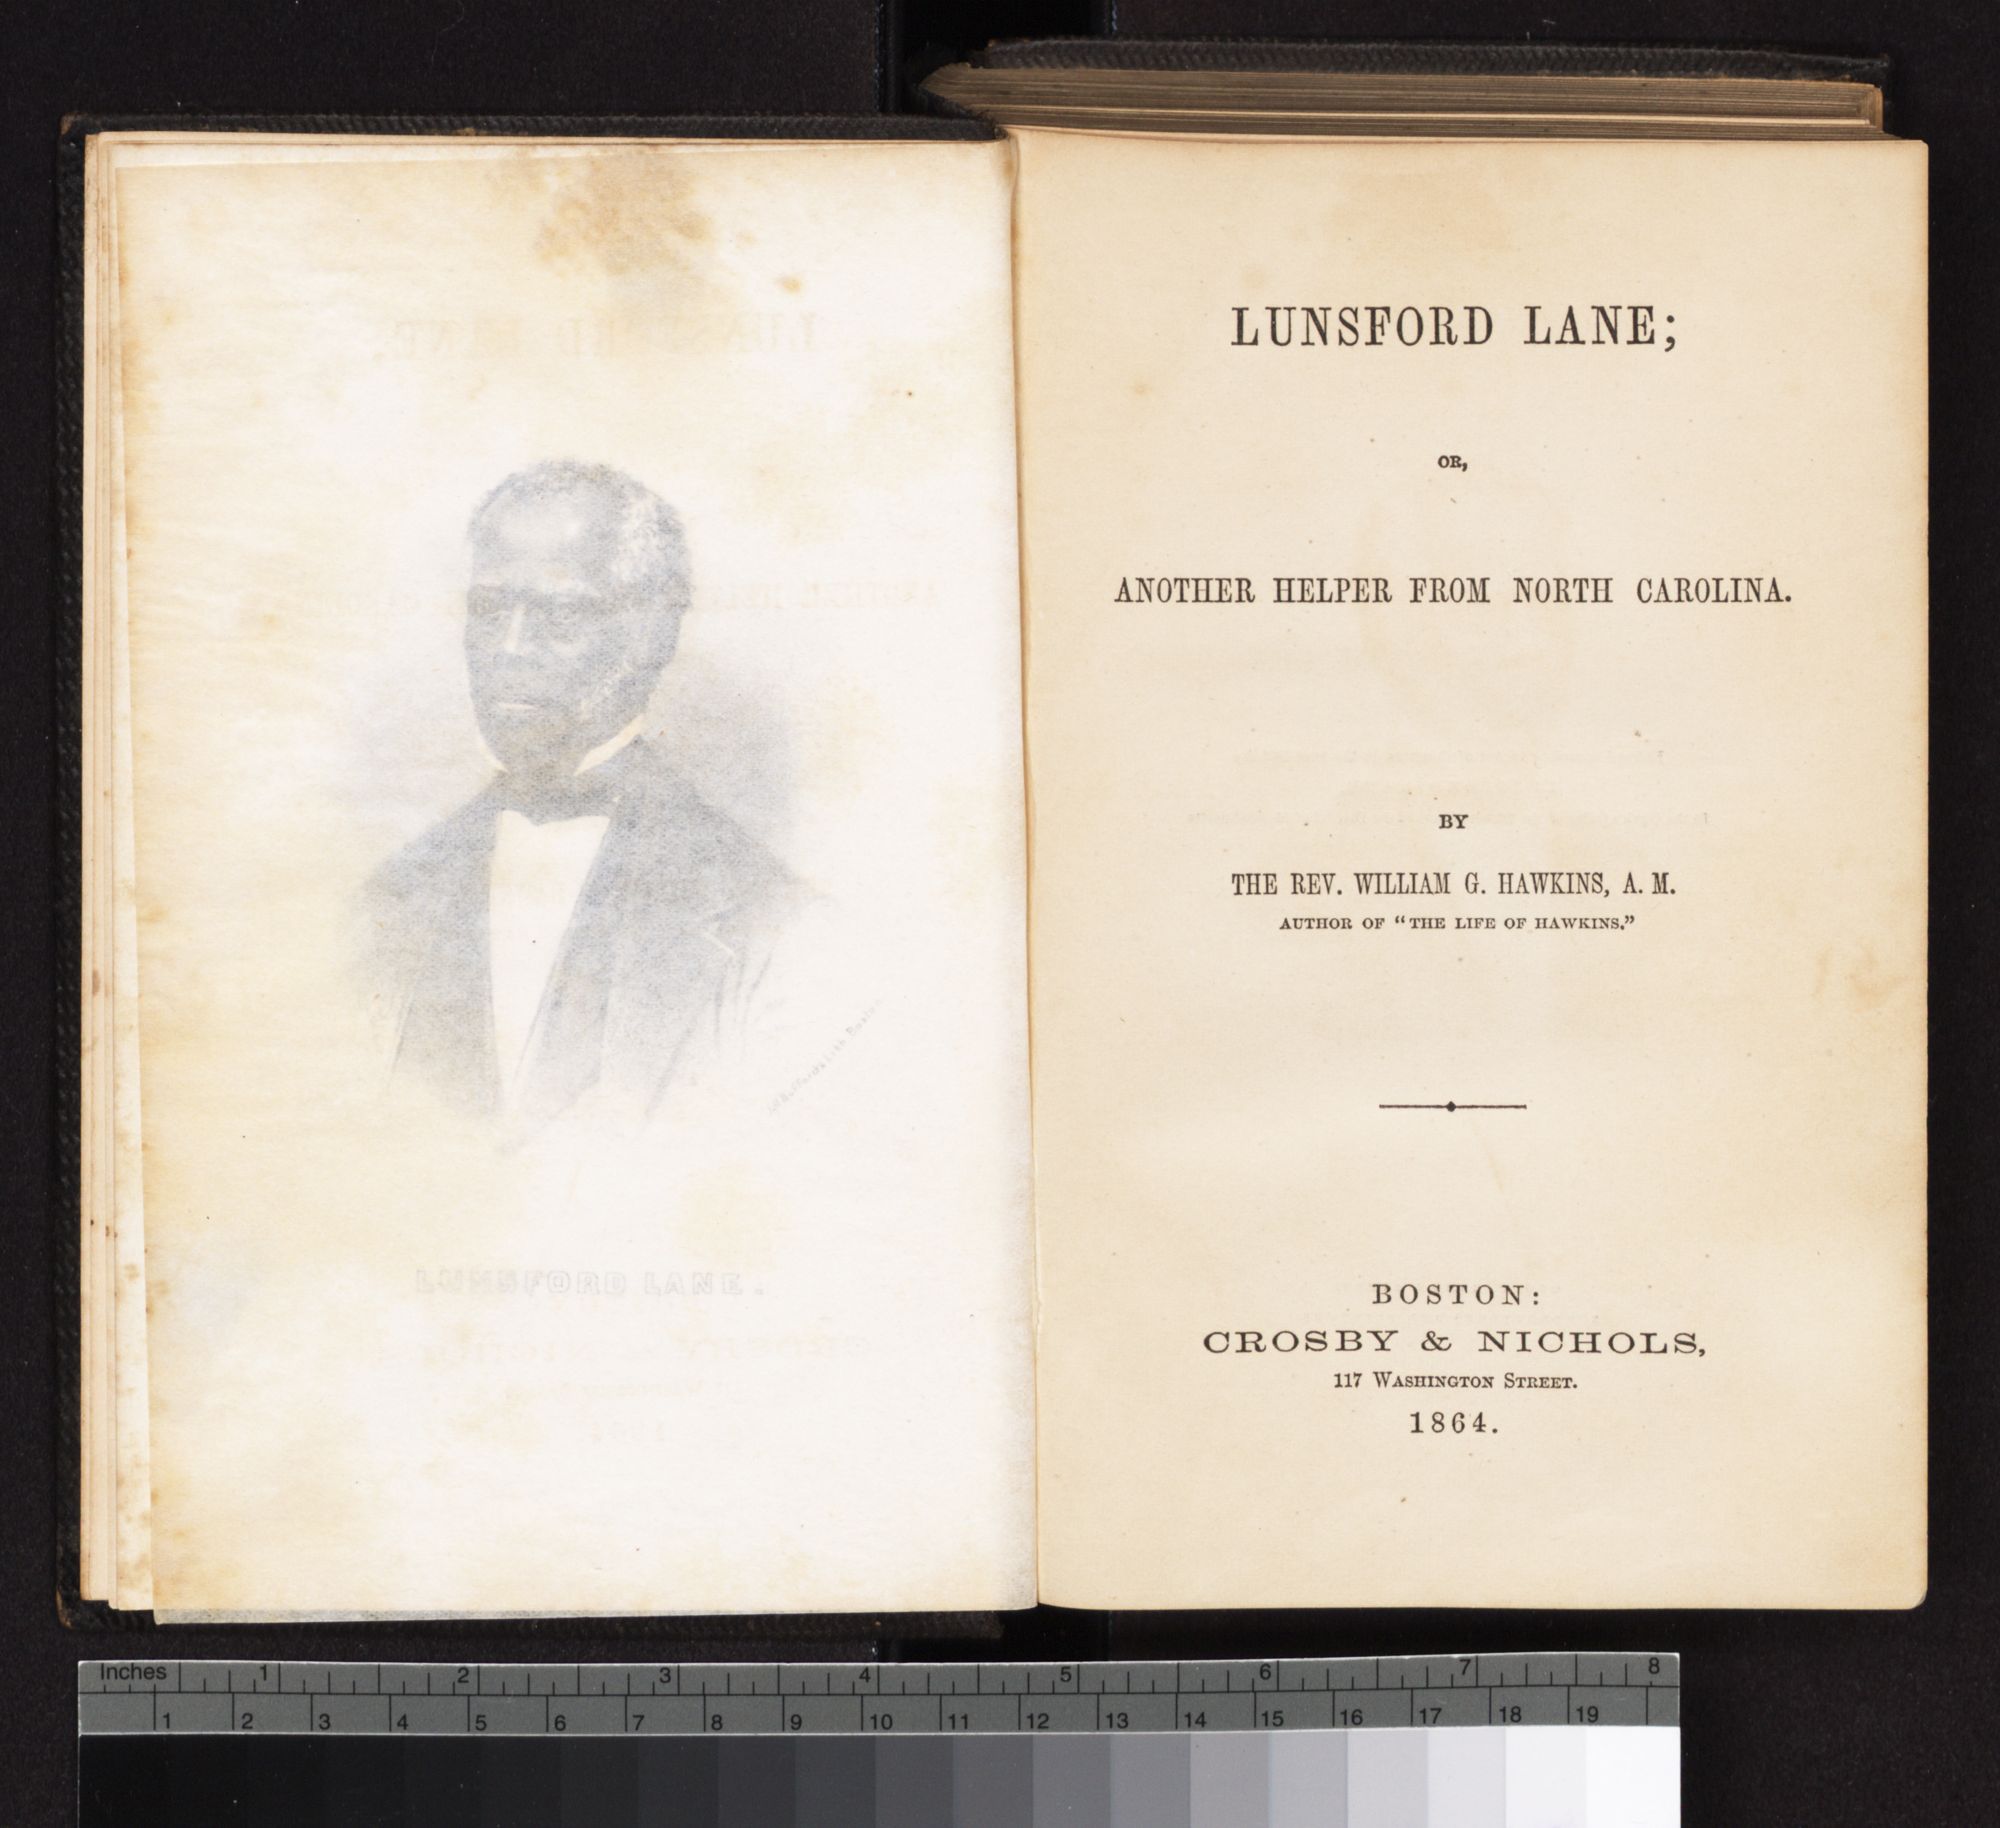 LUNSFORD LANE.
LUNSFORD LANE;
OR,
ANOTHER HELPER FROM NORTH CAROLINA.
BY
THE REV. WILLIAM G. HAWKINS, A. M.
AUTHOR OF “THE LIFE OF HAWKINS.”
BOSTON:
CROSBY & NICHOLS,
117 WASHINGTON STREET.
1864.
Inches 1 2 3 4 5 6 7 8
1 2 3 4 5 6 7 8 9 10 11 12 13 14 15 16 17 18 19